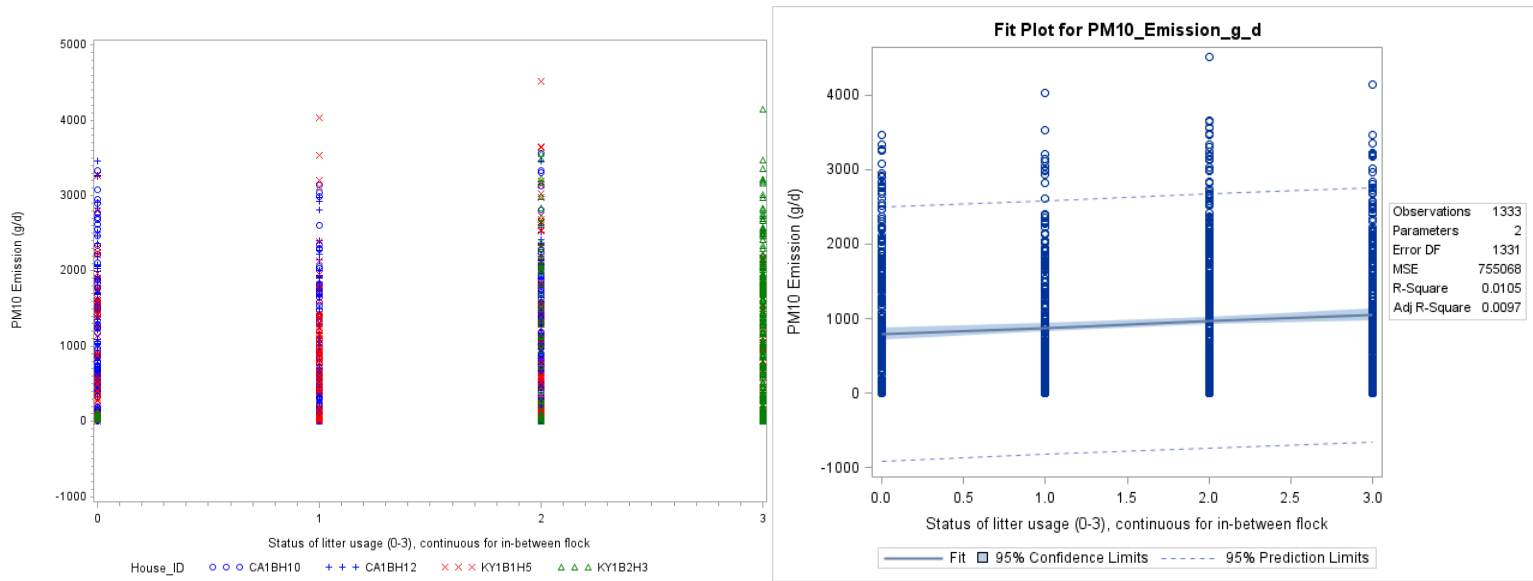 5000
4000
3000
2000
1000
0
-1000
PM10 Emission (g/d)
0 1 2 3
Status of litter usage (0-3), continuous for in-between flock
House_ID CA1BH10 CA1BH12 KY1B1H5 KY1B2H3
Fit Plot for PM10_Emission_g_d
4000
3000
2000
1000
0
-1000
PM10 Emission (g/d)
0.0 0.5 1.0 1.5 2.0 2.5 3.0
Status of litter usage (0-3), continuous for in-between flock
Fit 95% Confidence Limits 95% Prediction Limits
Observations 1333
Parameters 2
Error DF 1331
MSE 755068
R-Square 0.0105
Adj R-Square 0.0097